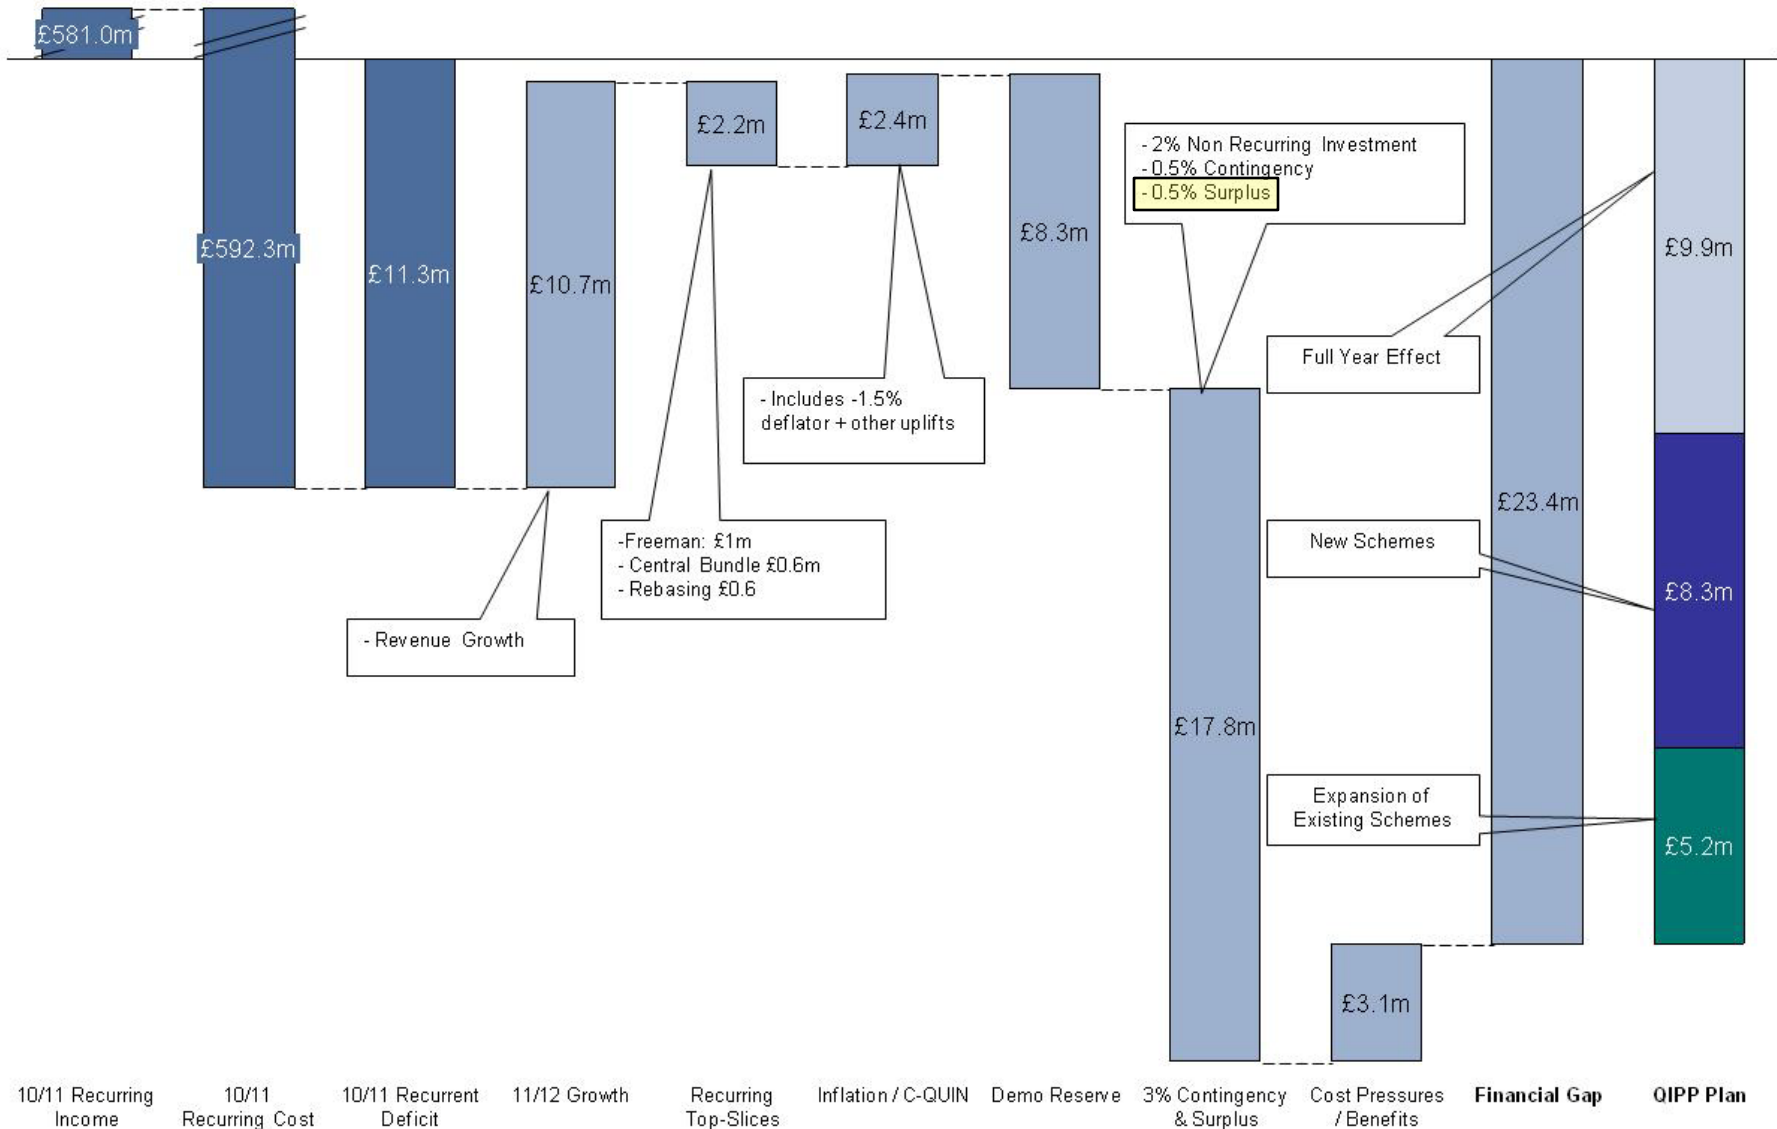 £581.0m
£592.3m
£11.3m
£10.7m
£2.2m
£2.4m
£8.3m
- 2% Non Recurring Investment
- 0.5% Contingency
- 0.5% Surplus
£17.8m
£3.1m
£23.4m
£9.9m
£8.3m
£5.2m
- Revenue Growth
-Freeman: £1m
- Central Bundle £0.6m
- Rebasing £0.6
- Includes -1.5%
deflator + other uplifts
Full Year Effect
New Schemes
Expansion of
Existing Schemes
10/11 Recurring
Income
10/11
Recurring Cost
10/11 Recurrent
Deficit
11/12 Growth
Recurring
Top-Slices
Inflation / C-QUIN
Demo Reserve
3% Contingency
& Surplus
Cost Pressures
/ Benefits
Financial Gap
QIPP Plan